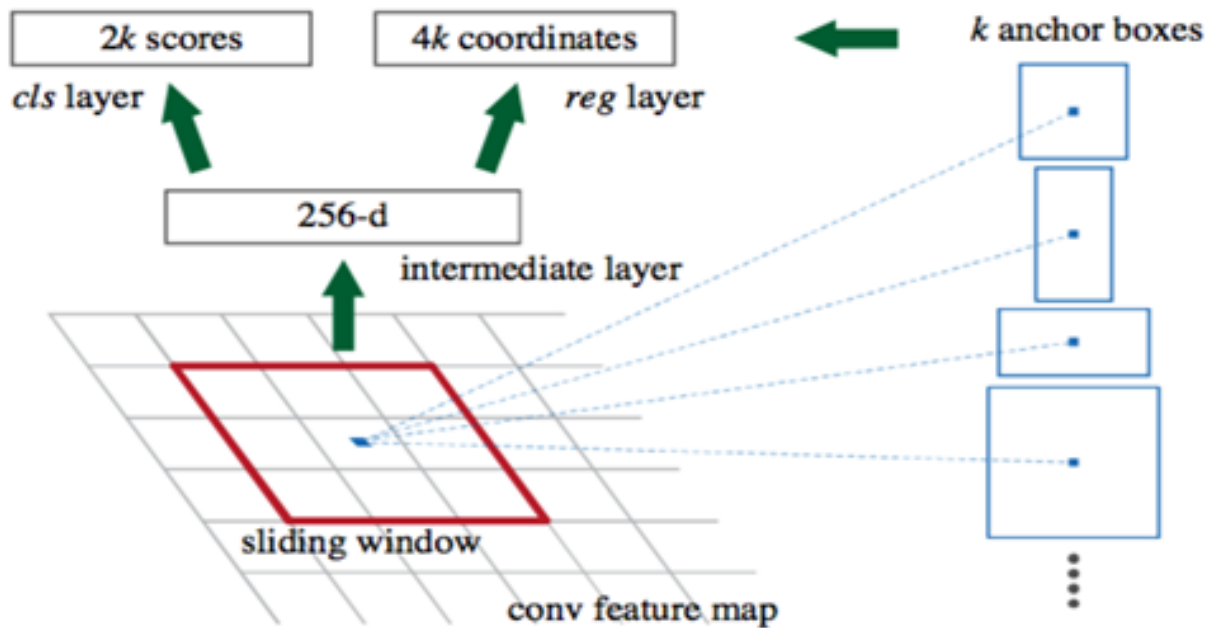 2k scores
4k coordinates
k anchor boxes
cls layer
reg layer
256-d
intermediate layer
sliding window
conv feature map